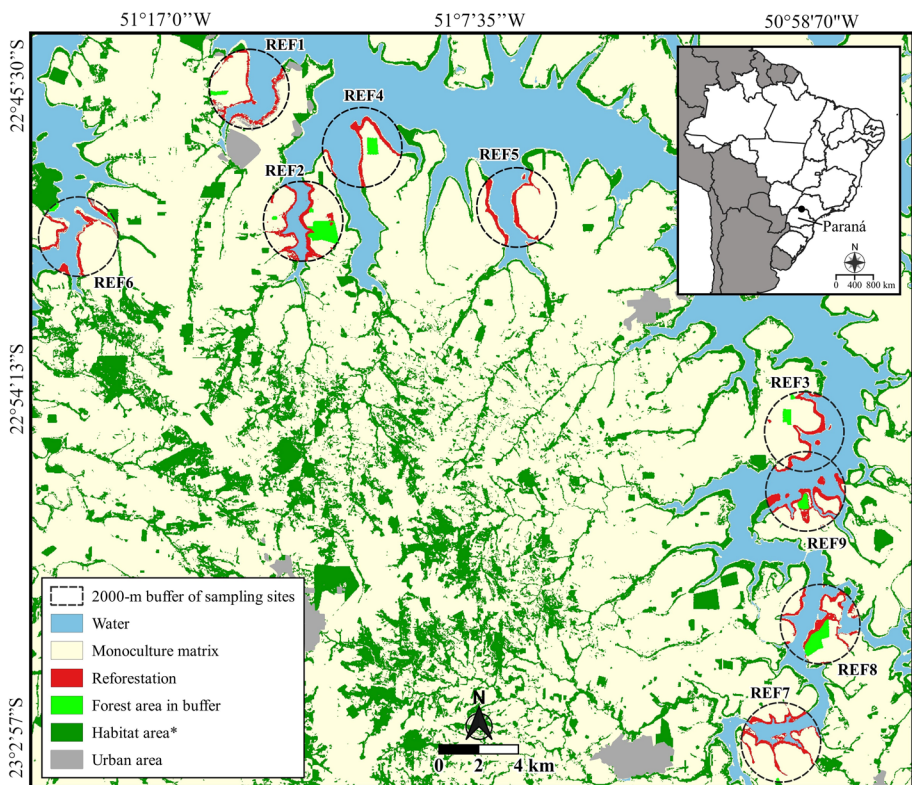 51°17'0''W
51°7'35''W
50°58'70"W
22°45'30''S
22°54'13''S
23°2'57''S
REF1
REF4
REF2
REF5
REF6
REF3
REF9
REF8
REF7
Paraná
N
0 400 800 km
2000-m buffer of sampling sites
Water
Monoculture matrix
Reforestation
Forest area in buffer
Habitat area*
Urban area
N
0 2 4 km